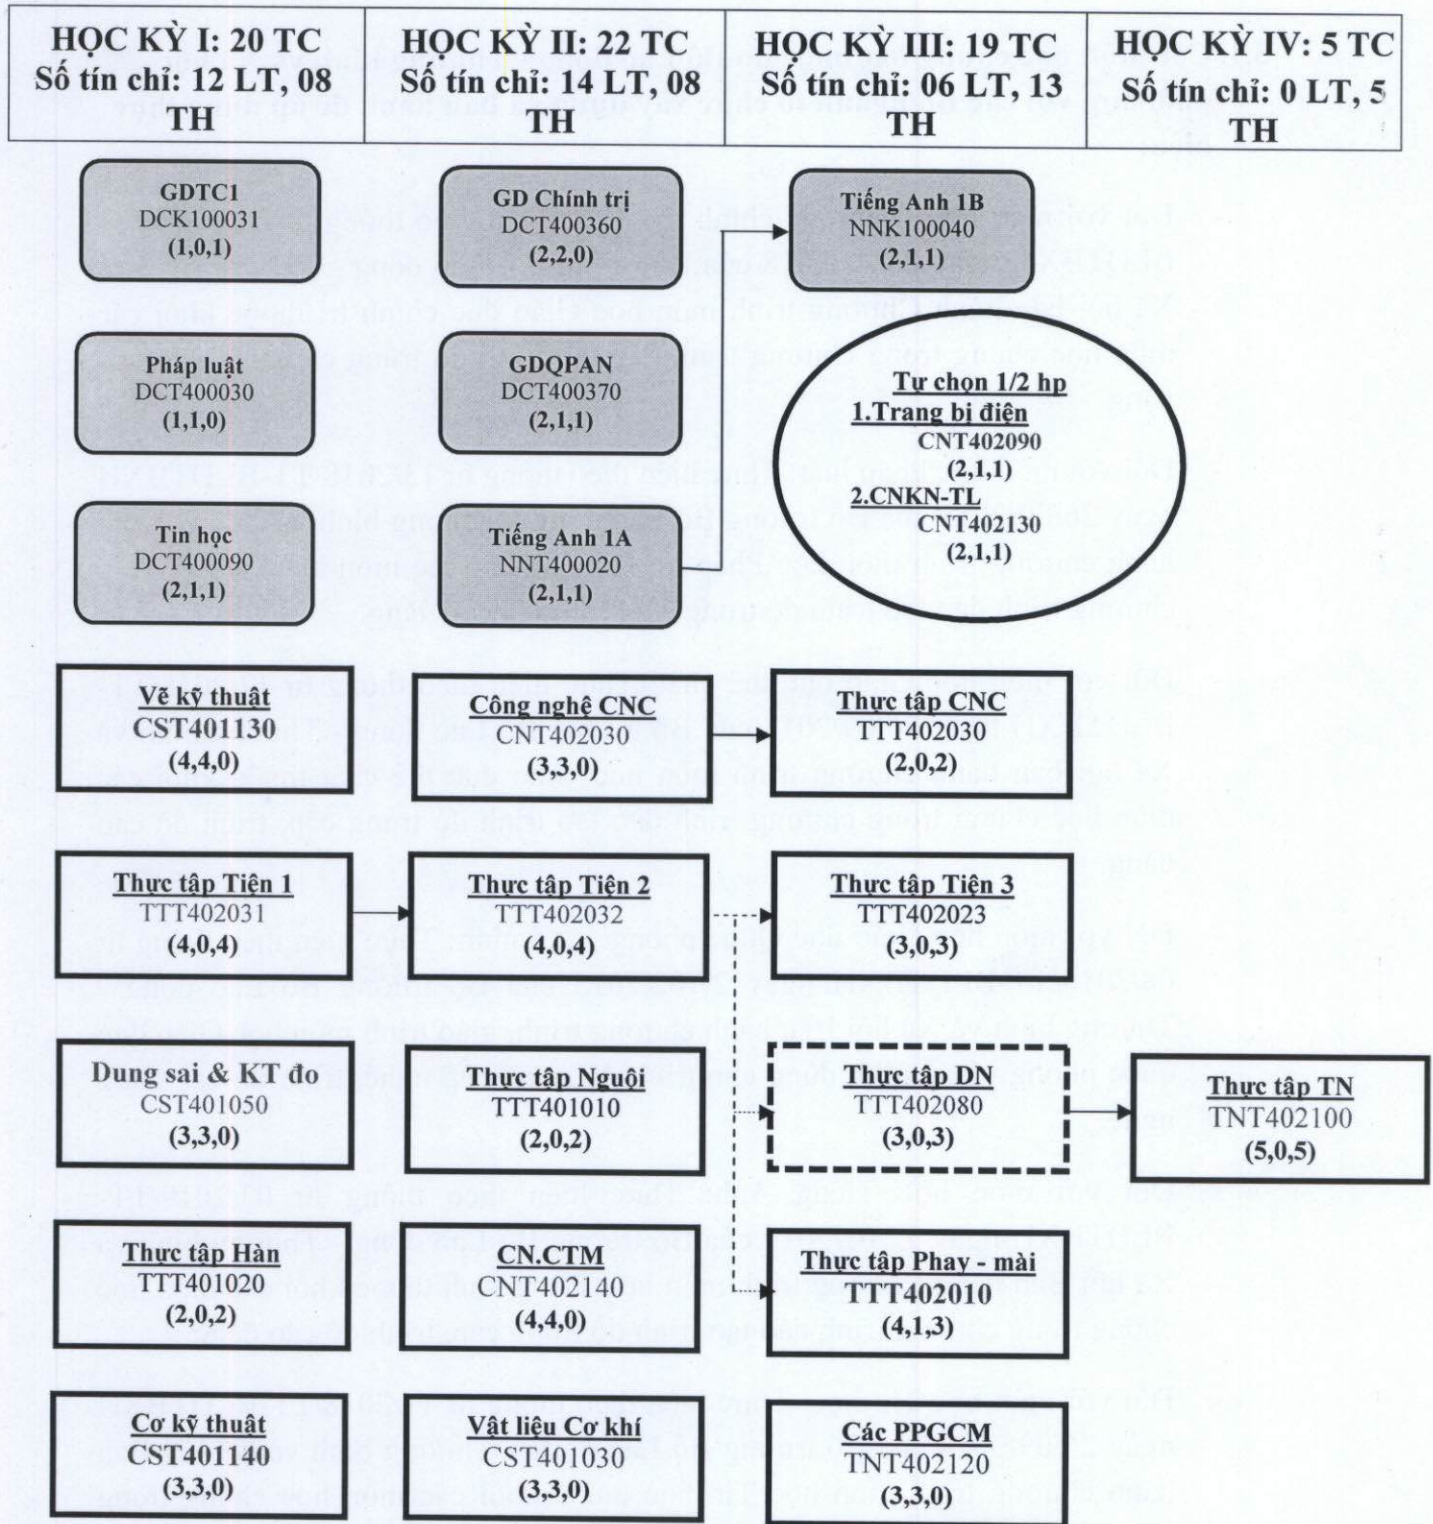 HỌC KỲ I: 20 TC
Số tín chỉ: 12 LT, 08
TH
HỌC KỲ II: 22 TC
Số tín chỉ: 14 LT, 08
TH
HỌC KỲ III: 19 TC
Số tín chỉ: 06 LT, 13
TH
HỌC KỲ IV: 5 TC
Số tín chỉ: 0 LT, 5
TH
GDTC1
DCK100031
(1,0,1)
GD Chính trị
DCT400360
(2,2,0)
Tiếng Anh 1B
NNK100040
(2,1,1)
Pháp luật
DCT400030
(1,1,0)
GDQPAN
DCT400370
(2,1,1)
Tự chọn 1/2 hp
1.Trang bị điện
CNT402090
(2,1,1)
2.CNKN-TL
CNT402130
(2,1,1)
Tin học
DCT400090
(2,1,1)
Tiếng Anh 1A
NNT400020
(2,1,1)
Vẽ kỹ thuật
CST401130
(4,4,0)
Công nghệ CNC
CNT402030
(3,3,0)
Thực tập CNC
TTT402030
(2,0,2)
Thực tập Tiện 1
TTT402031
(4,0,4)
Thực tập Tiện 2
TTT402032
(4,0,4)
Thực tập Tiện 3
TTT402023
(3,0,3)
Dung sai & KT đo
CST401050
(3,3,0)
Thực tập Nguội
TTT401010
(2,0,2)
Thực tập DN
TTT402080
(3,0,3)
Thực tập TN
TNT402100
(5,0,5)
Thực tập Hàn
TTT401020
(2,0,2)
CN.CTM
CNT402140
(4,4,0)
Thực tập Phay - mài
TTT402010
(4,1,3)
Cơ kỹ thuật
CST401140
(3,3,0)
Vật liệu Cơ khí
CST401030
(3,3,0)
Các PPGCM
TNT402120
(3,3,0)